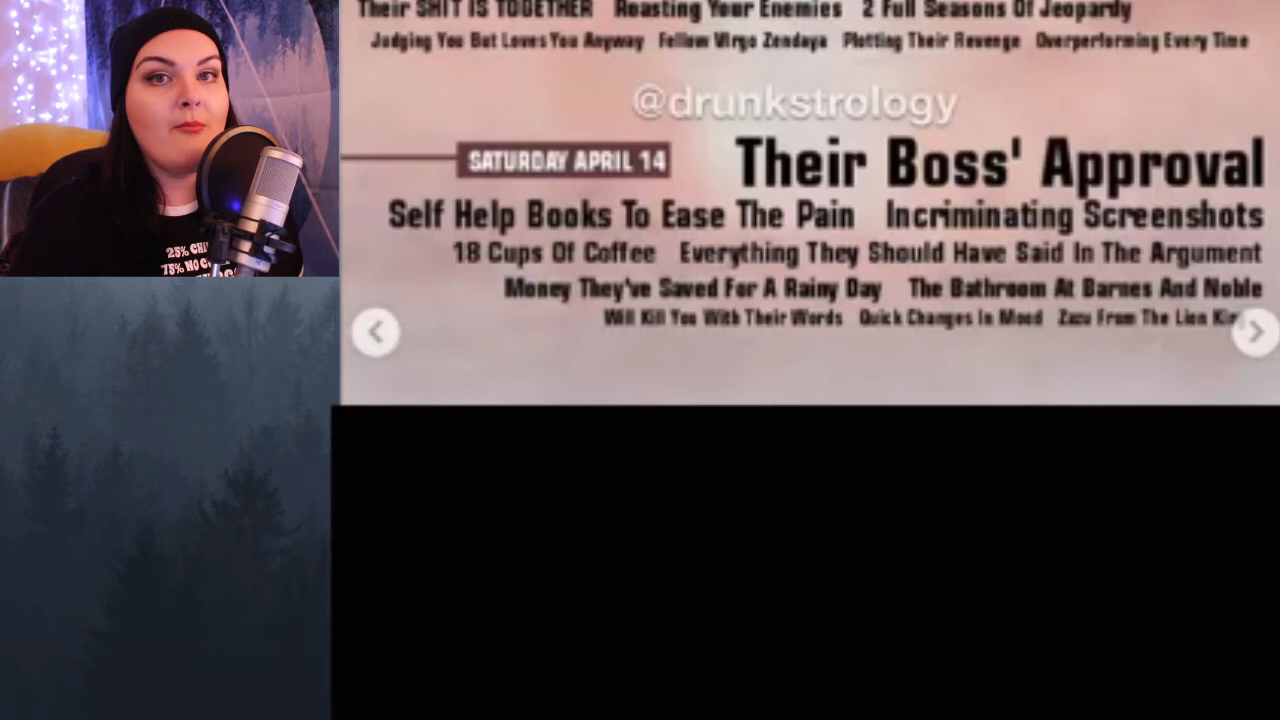 Their SHIT IS TOGETHER Roasting Your Enemies 2 Full Seasons Of Jeopardy
Judging You But Loves You Anyway Fellow Virgo Zendaya Plotting Their Revenge Overperforming Every Time
@drunkstrology
SATURDAY APRIL 14
Their Boss' Approval
Self Help Books To Ease The Pain Incriminating Screenshots
18 Cups Of Coffee Everything They Should Have Said In The Argument
Money They've Saved For A Rainy Day The Bathroom At Barnes And Noble
Will Kill You With Their Words Quick Changes In Mood Zazu From The Lion
25%
75% NO